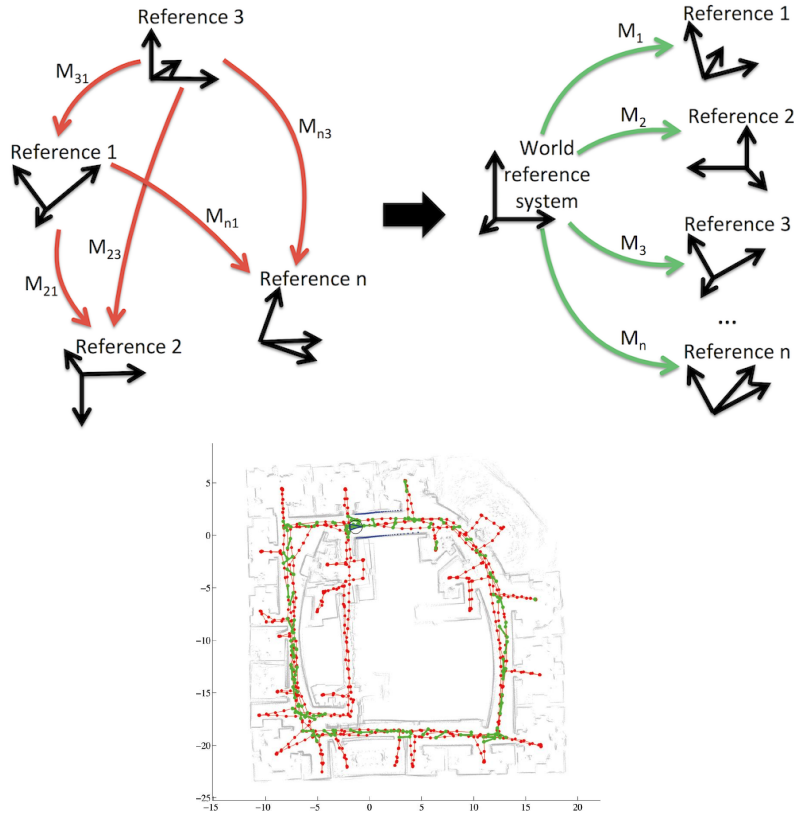 Reference 3
M31
Reference 1
Mn3
Mn1
M23
M21
Reference n
Reference 2
Reference 1
M1
Reference 2
M2
World
reference
system
Reference 3
M3
...
Mn
Reference n
5
0
−5
−10
−15
−20
−25
−15
−10
−5
0
5
10
15
20